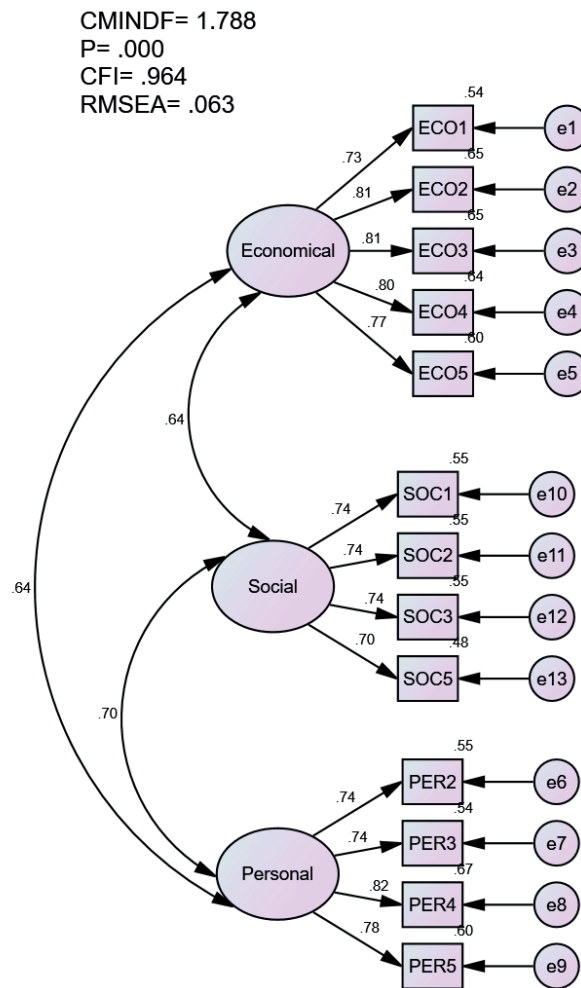 CMINDF= 1.788
P= .000
CFI= .964
RMSEA= .063
.54
.73
ECO1
e1
.65
.81
ECO2
e2
.65
Economical
.81
ECO3
e3
.64
.80
ECO4
e4
.60
.77
ECO5
e5
.64
.55
.74
SOC1
e10
.55
.74
SOC2
e11
.55
Social
.74
SOC3
e12
.48
.70
SOC5
e13
.64
.70
.55
.74
PER2
e6
.54
.74
PER3
e7
.67
Personal
.82
PER4
e8
.60
.78
PER5
e9